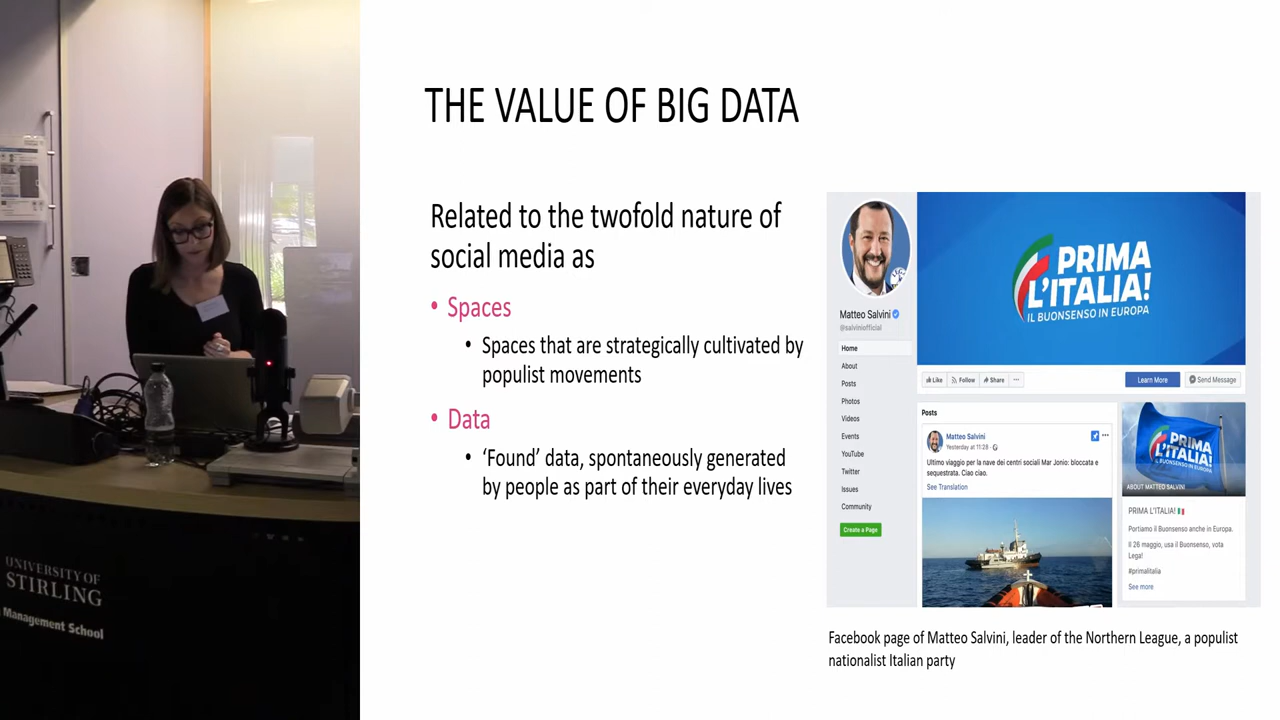 THE VALUE OF BIG DATA
Related to the twofold nature of
social media as
• Spaces
• Spaces that are strategically cultivated by
populist movements
• Data
• ‘Found’ data, spontaneously generated
by people as part of their everyday lives
PRIMA
L'ITALIA!
IL BUONSENSO IN EUROPA
Matteo Salvini
@salviniofficial
Home
About
Posts
Photos
Videos
Events
YouTube
Twitter
Issues
Community
Create a Page
Like
Follow
Share
Learn More
Send Message
Posts
Matteo Salvini
Yesterday at 11:28
Ultimo viaggio per la nave dei centri sociali Mar Jonio: bloccata e
sequestrata. Ciao ciao.
See Translation
PRIMA
L'ITALIA!
ABOUT MATTEO SALVINI
PRIMA L'ITALIA!
Portiamo il Buonsenso anche in Europa.
Il 26 maggio, usa il Buonsenso, vota
Lega!
#primalitalia
See more
Facebook page of Matteo Salvini, leader of the Northern League, a populist
nationalist Italian party
UNIVERSITY OF
STIRLING
Management School